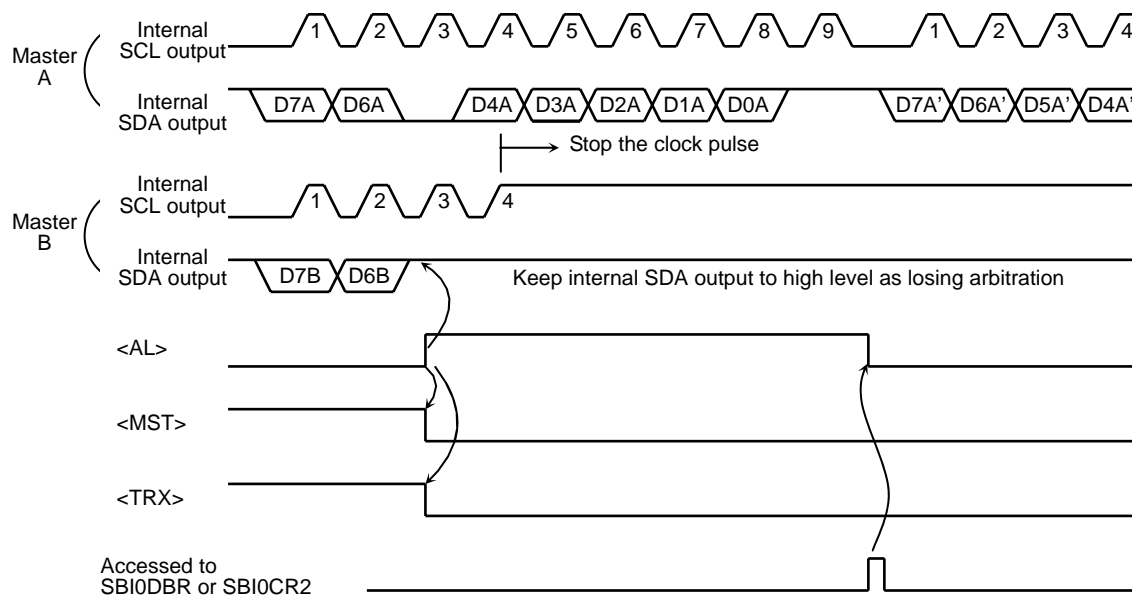 Master
A
Internal
SCL output
1 2 3 4 5 6 7 8 9 1 2 3 4
Internal
SDA output
D7A D6A D4A D3A D2A D1A D0A D7A' D6A' D5A' D4A'
Stop the clock pulse
Master
B
Internal
SCL output
1 2 3 4
Internal
SDA output
D7B D6B
Keep internal SDA output to high level as losing arbitration
<AL>
<MST>
<TRX>
Accessed to
SBI0DBR or SBI0CR2